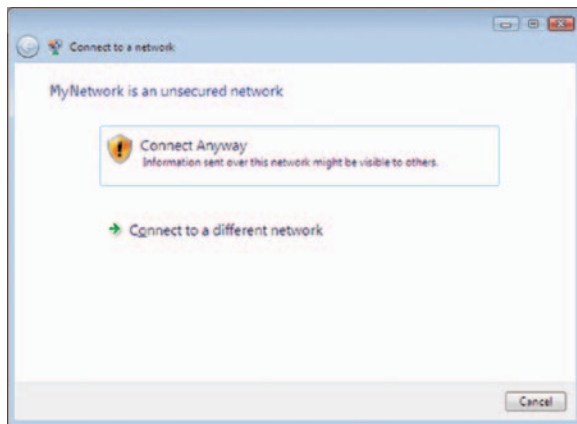 Connect to a network
MyNetwork is an unsecured network
Connect Anyway
Information sent over this network might be visible to others.
Connect to a different network
Cancel